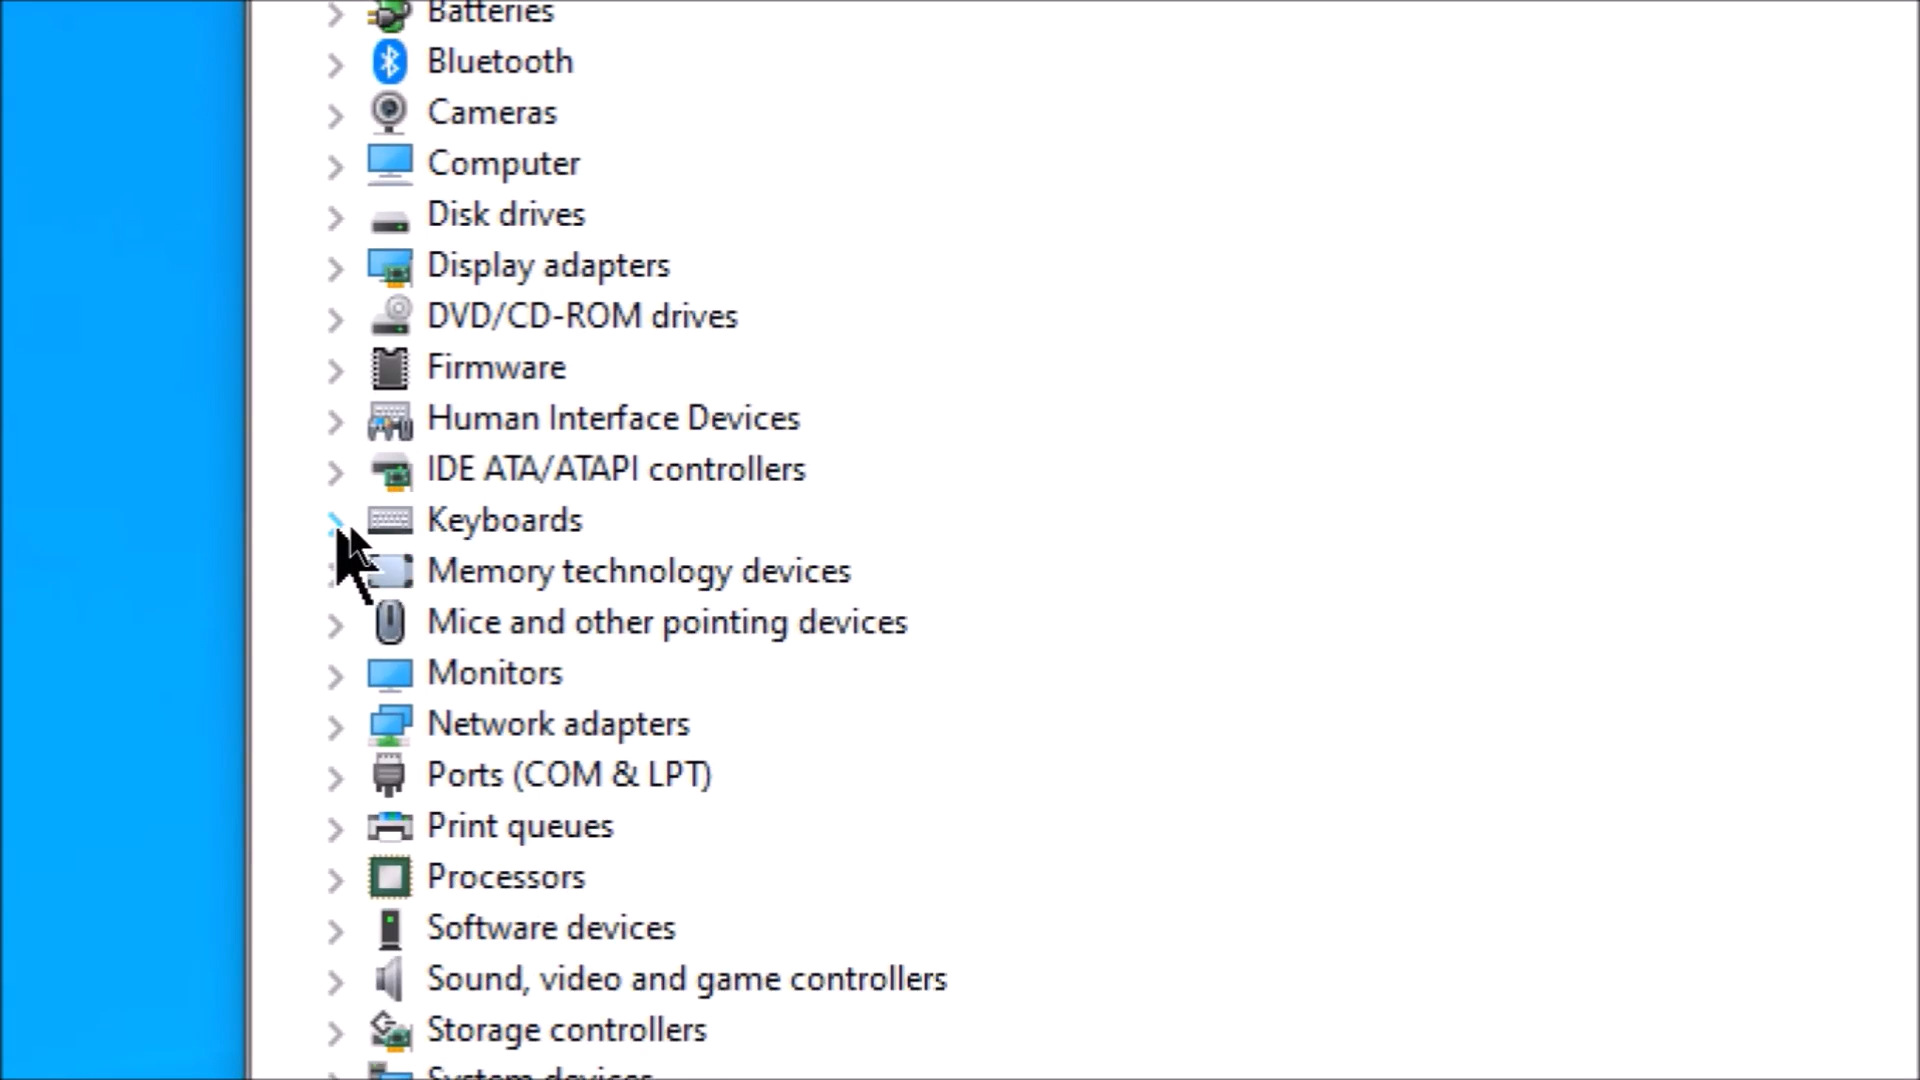 Batteries
Bluetooth
Cameras
Computer
Disk drives
Display adapters
DVD/CD-ROM drives
Firmware
Human Interface Devices
IDE ATA/ATAPI controllers
Keyboards
Memory technology devices
Mice and other pointing devices
Monitors
Network adapters
Ports (COM & LPT)
Print queues
Processors
Software devices
Sound, video and game controllers
Storage controllers
System devices